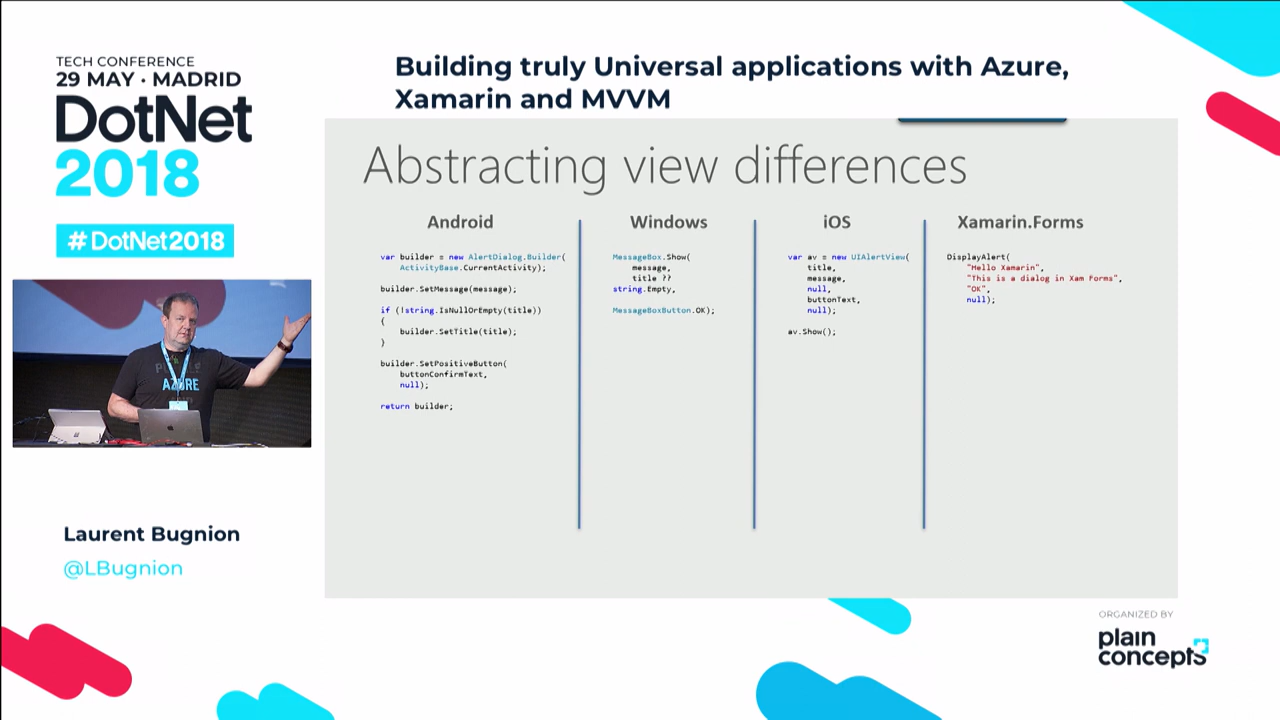 TECH CONFERENCE
29 MAY · MADRID
DotNet
2018
#DotNet2018
Building truly Universal applications with Azure,
Xamarin and MVVM
Abstracting view differences
Android
var builder = new AlertDialog.Builder(
ActivityBase.CurrentActivity);
builder.SetMessage(message);
if (!string.IsNullOrEmpty(title))
{
builder.SetTitle(title);
}
builder.SetPositiveButton(
buttonConfirmText,
null);
return builder;
Windows
MessageBox.Show(
message,
title ??
string.Empty,
MessageBoxButton.OK);
iOS
var av = new UIAlertView(
title,
message,
null,
buttonText,
null);
av.Show();
Xamarin.Forms
DisplayAlert(
"Hello Xamarin",
"This is a dialog in Xam Forms",
"OK",
null);
AZURE
Laurent Bugnion
@LBugnion
ORGANIZED BY
plain
concepts